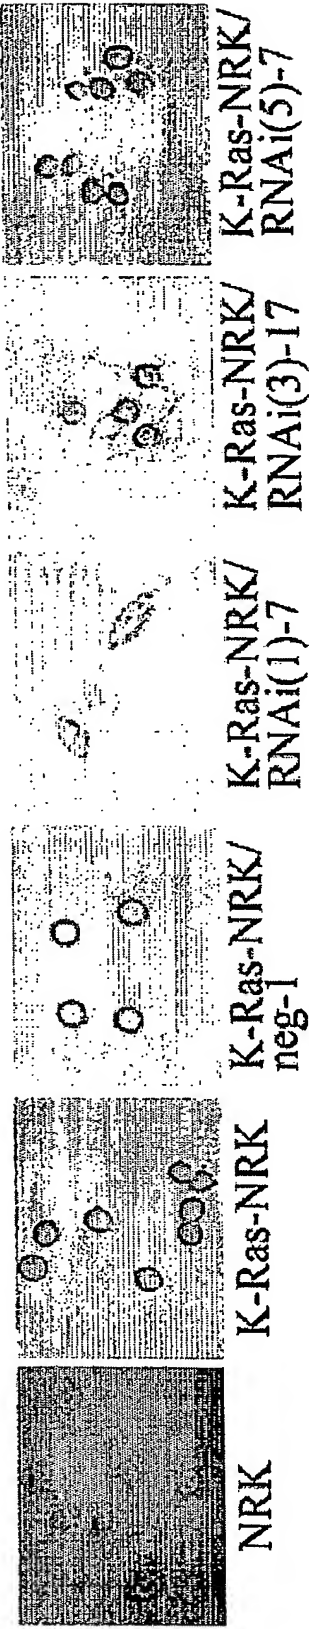 NRK
K-Ras-NRK
K-Ras-NRK/
neg-1
K-Ras-NRK/
RNAi(1)-7
K-Ras-NRK/
RNAi(3)-17
K-Ras-NRK/
RNAi(5)-7